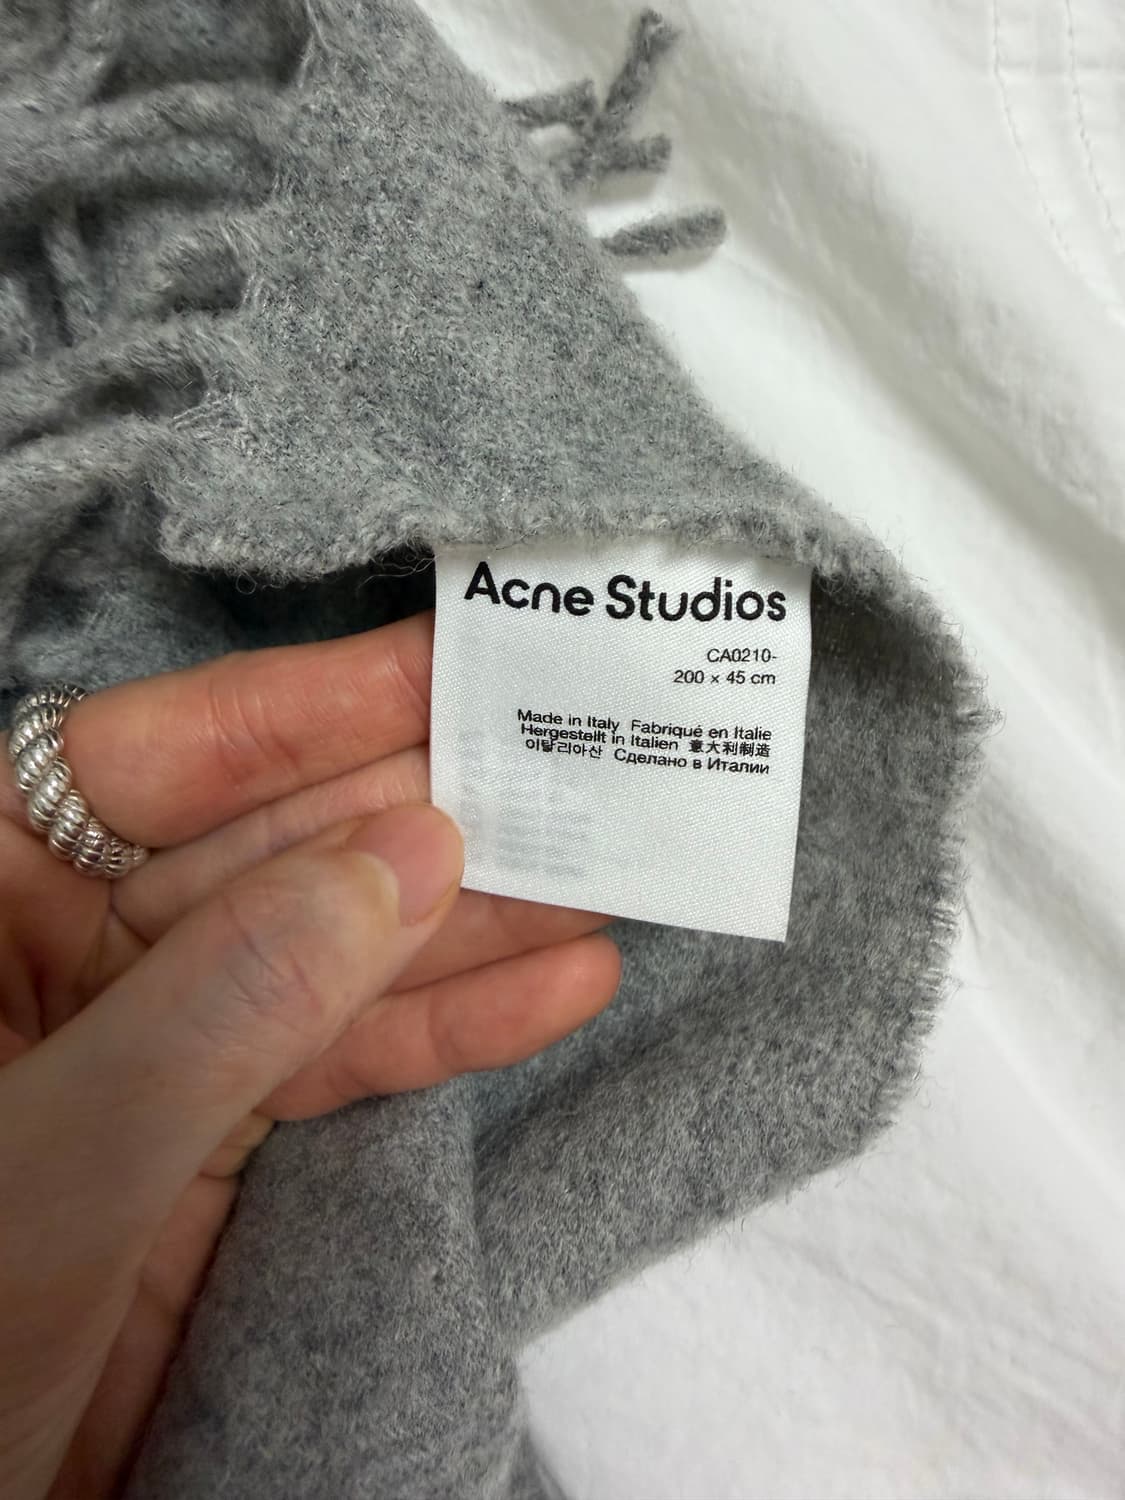 Acne Studios
CA0210-
200 × 45 cm
Made in Italy Fabriqué en Italie
Hergestellt in Italien 意大利制造
이탈리아산 Сделано в Италии